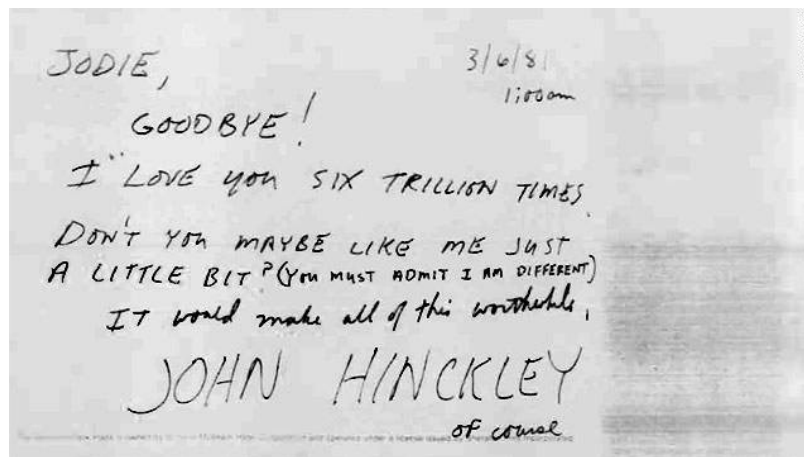 JODIE,
3/6/81
1:00am
GOODBYE!
I LOVE you SIX TRILLION TIMES.
DON'T YOU MAYBE LIKE ME JUST
A LITTLE BIT? (YOU MUST ADMIT I AM DIFFERENT)
IT would make all of this worthwhile.
JOHN HINCKLEY
of course